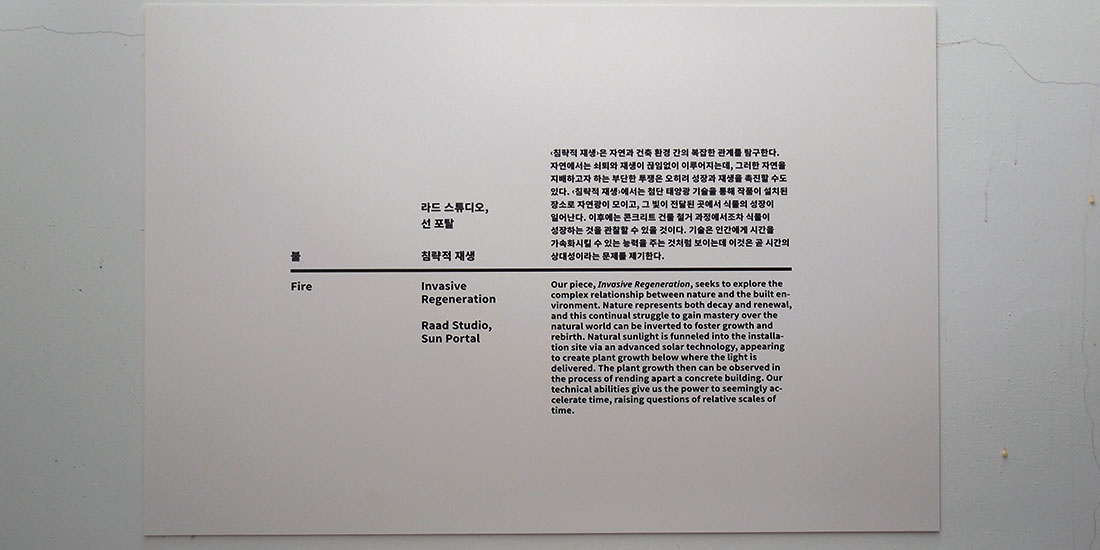 불
라드 스튜디오,
선 포탈
침략적 재생
‹침략적 재생›은 자연과 건축 환경 간의 복잡한 관계를 탐구한다.
자연에서는 쇠퇴와 재생이 끊임없이 이루어지는데, 그러한 자연을
지배하고자 하는 부단한 투쟁은 오히려 성장과 재생을 촉진할 수도
있다. ‹침략적 재생›에서는 첨단 태양광 기술을 통해 작품이 설치된
장소로 자연광이 모이고, 그 빛이 전달된 곳에서 식물의 성장이
일어난다. 이후에는 콘크리트 건물 철거 과정에서조차 식물이
성장하는 것을 관찰할 수 있을 것이다. 기술은 인간에게 시간을
가속화시킬 수 있는 능력을 주는 것처럼 보이는데 이것은 곧 시간의
상대성이라는 문제를 제기한다.
Fire
Invasive
Regeneration
Raad Studio,
Sun Portal
Our piece, Invasive Regeneration, seeks to explore the
complex relationship between nature and the built en-
vironment. Nature represents both decay and renewal,
and this continual struggle to gain mastery over the
natural world can be inverted to foster growth and
rebirth. Natural sunlight is funneled into the installa-
tion site via an advanced solar technology, appearing
to create plant growth below where the light is
delivered. The plant growth then can be observed in
the process of rending apart a concrete building. Our
technical abilities give us the power to seemingly ac-
celerate time, raising questions of relative scales of
time.